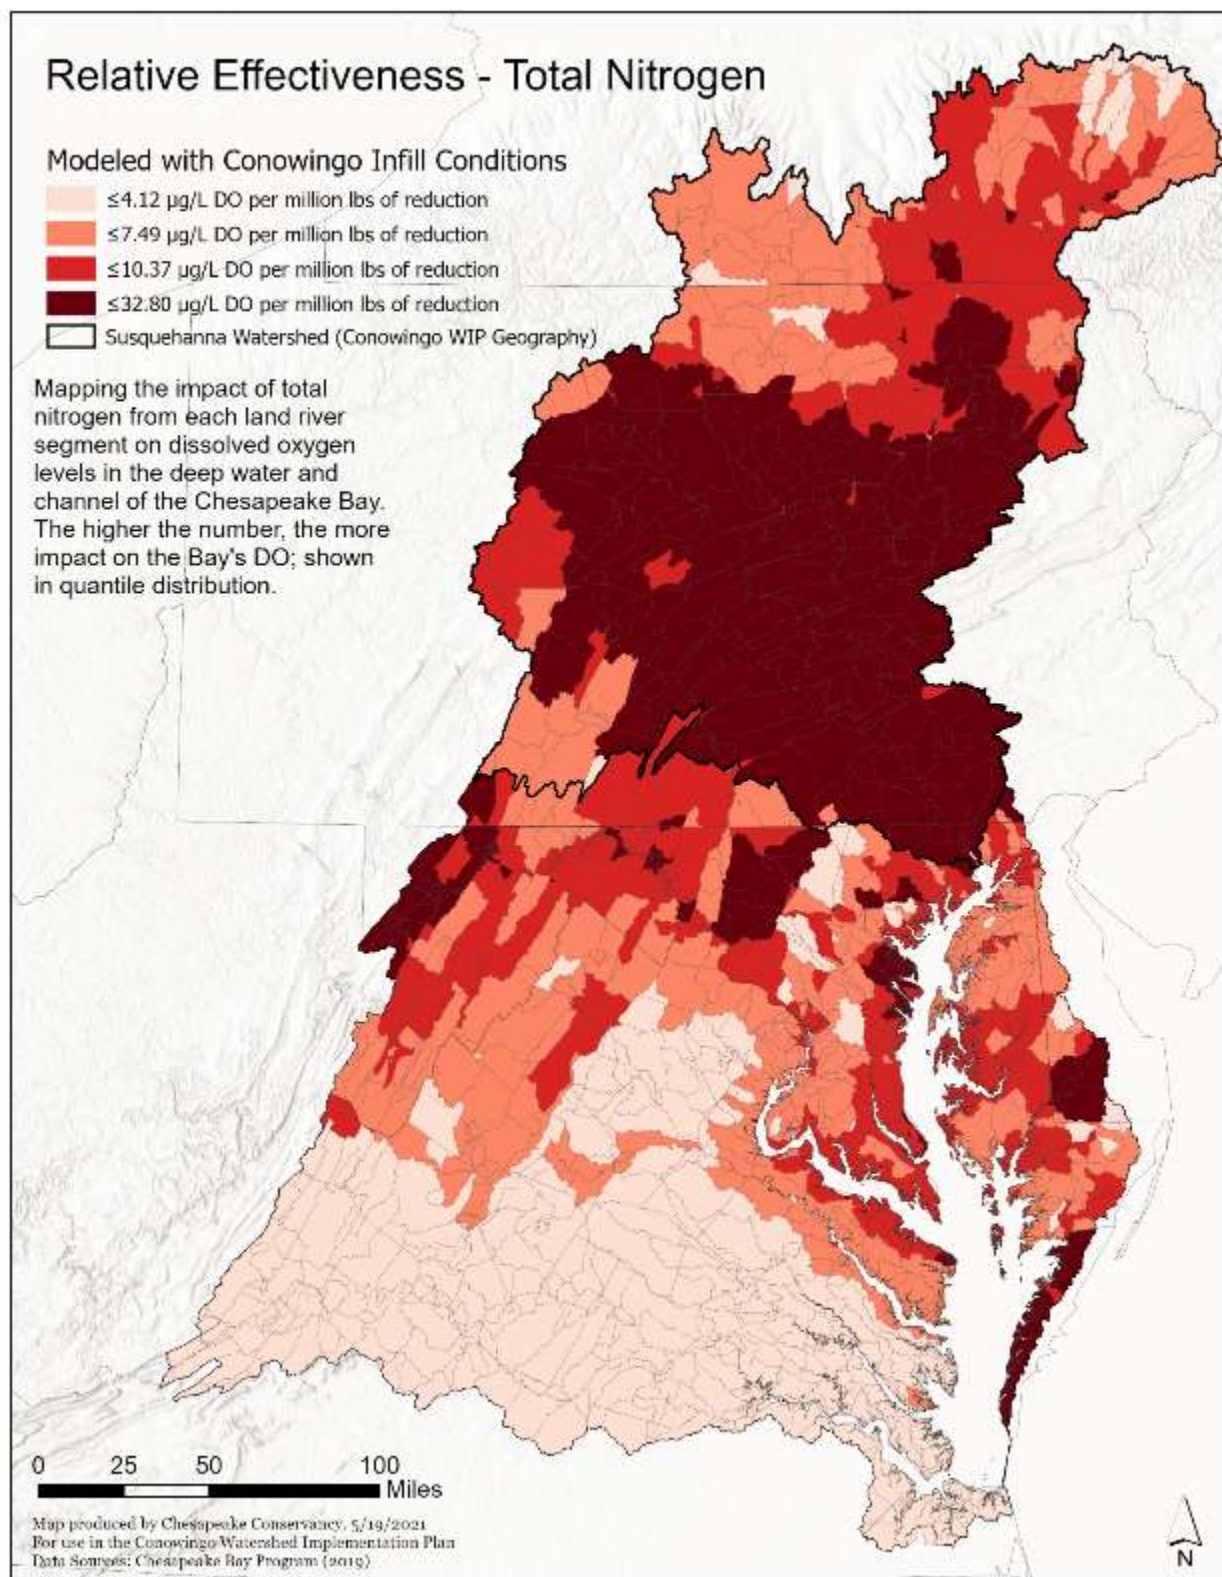 Relative Effectiveness - Total Nitrogen
Modeled with Conowingo Infill Conditions
≤4.12 µg/L DO per million lbs of reduction
≤7.49 µg/L DO per million lbs of reduction
≤10.37 µg/L DO per million lbs of reduction
≤32.80 µg/L DO per million lbs of reduction
Susquehanna Watershed (Conowingo WIP Geography)
Mapping the impact of total
nitrogen from each land river
segment on dissolved oxygen
levels in the deep water and
channel of the Chesapeake Bay.
The higher the number, the more
impact on the Bay's DO; shown
in quantile distribution.
0 25 50 100
Miles
Map produced by Chesapeake Conservancy. 5/19/2021
For use in the Conowingo Watershed Implementation Plan
Data Sources: Chesapeake Bay Program (2019)
N